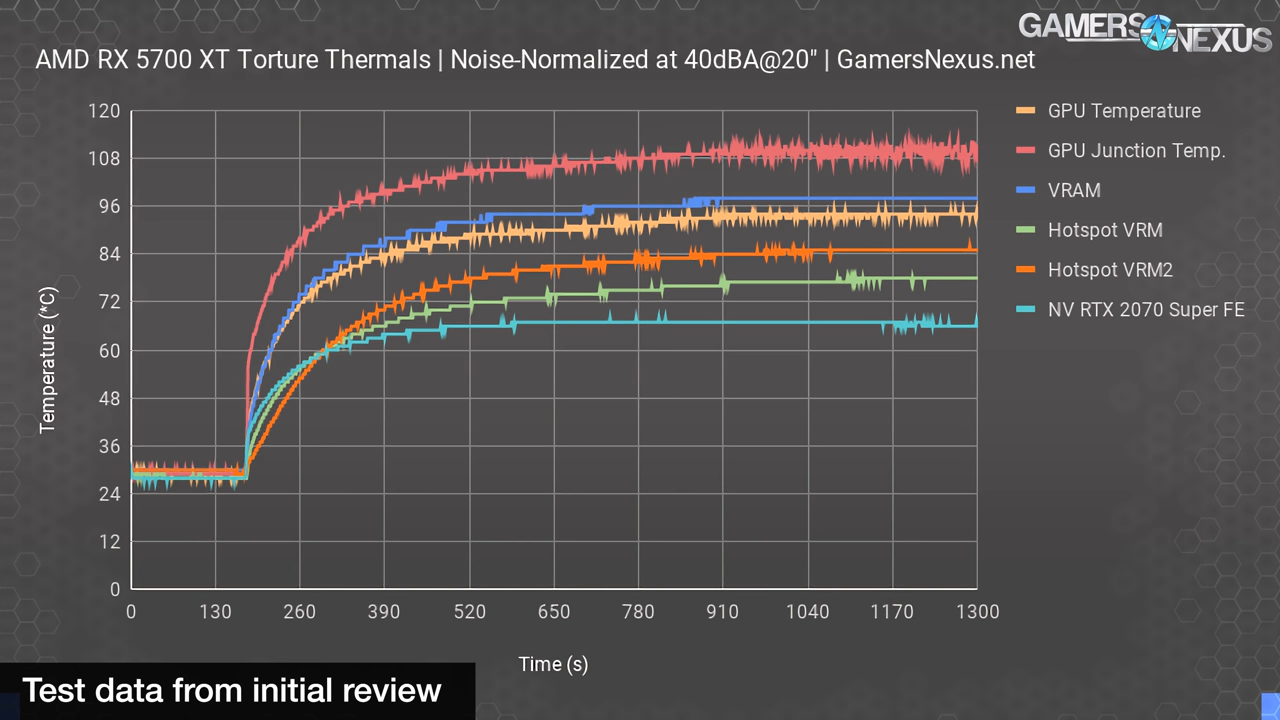 GAMERS NEXUS
AMD RX 5700 XT Torture Thermals | Noise-Normalized at 40dBA@20" | GamersNexus.net
120
108
96
84
72
60
48
36
24
12
0
Temperature (*C)
0 130 260 390 520 650 780 910 1040 1170 1300
Time (s)
GPU Temperature
GPU Junction Temp.
VRAM
Hotspot VRM
Hotspot VRM2
NV RTX 2070 Super FE
Test data from initial review